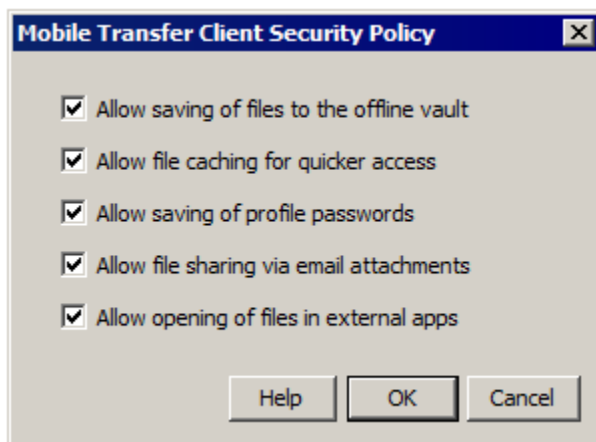 Mobile Transfer Client Security Policy
Allow saving of files to the offline vault
Allow file caching for quicker access
Allow saving of profile passwords
Allow file sharing via email attachments
Allow opening of files in external apps
Help OK Cancel